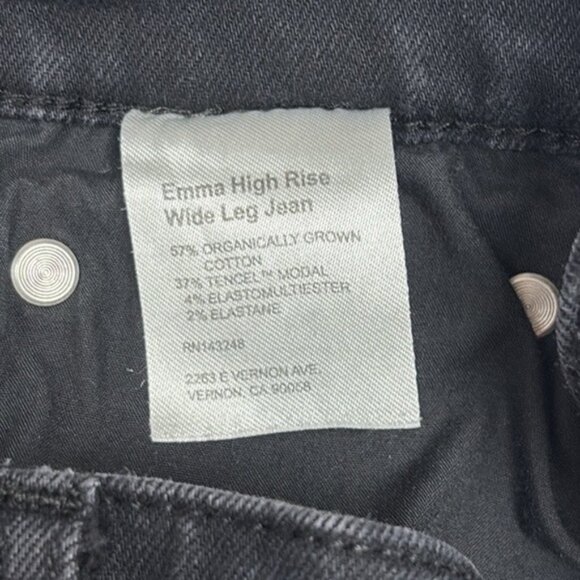 Emma High Rise
Wide Leg Jean
57% ORGANICALLY GROWN
COTTON
37% TENCEL™ MODAL
4% ELASTOMULTIESTER
2% ELASTANE
RN143248
2263 E VERNON AVE.
VERNON, CA 90058